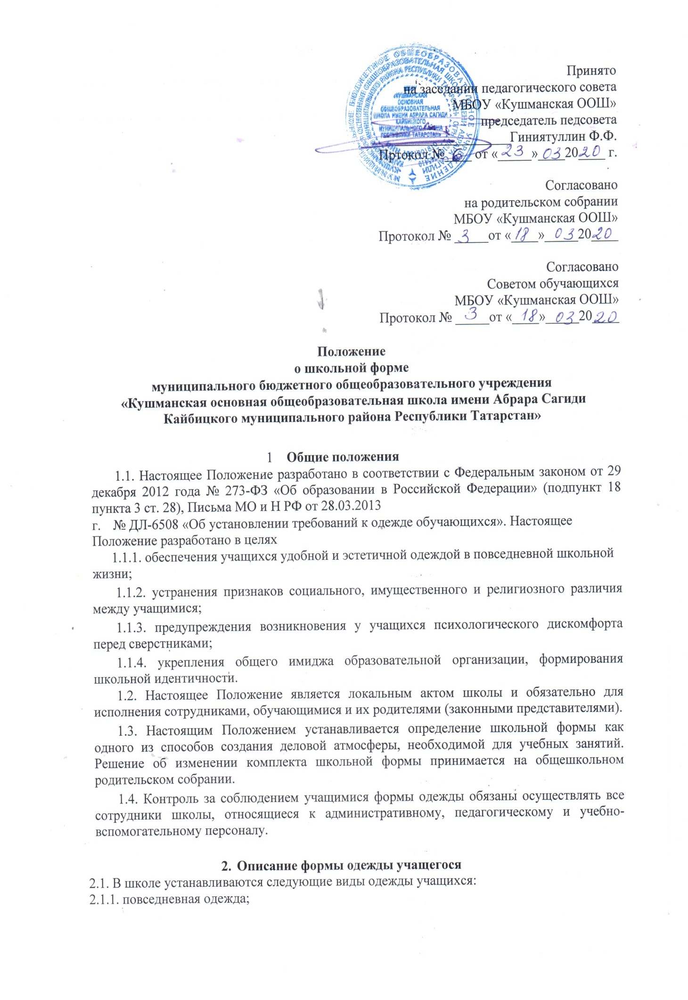 Принято
на заседании педагогического совета
МБОУ «Кушманская ООШ»
председатель педсовета
Гиниятуллин Ф.Ф.
Пртокол № 6 от «23» 03 2020 г.
МУНИЦИПАЛЬНОЕ БЮДЖЕТНОЕ ОБЩЕОБРАЗОВАТЕЛЬНОЕ УЧРЕЖДЕНИЕ
«КУШМАНСКАЯ
ОСНОВНАЯ
ОБЩЕОБРАЗОВАТЕЛЬНАЯ
ШКОЛА ИМЕНИ АБРАРА САГИДИ
КАЙБИЦКОГО
МУНИЦИПАЛЬНОГО РАЙОНА
РЕСПУБЛИКИ ТАТАРСТАН»
Согласовано
на родительском собрании
МБОУ «Кушманская ООШ»
Протокол № 3 от «18» 03 2020
Согласовано
Советом обучающихся
МБОУ «Кушманская ООШ»
Протокол № 3 от «18» 03 2020
Положение
о школьной форме
муниципального бюджетного общеобразовательного учреждения
«Кушманская основная общеобразовательная школа имени Абрара Сагиди
Кайбицкого муниципального района Республики Татарстан»
1 Общие положения
1.1. Настоящее Положение разработано в соответствии с Федеральным законом от 29
декабря 2012 года № 273-ФЗ «Об образовании в Российской Федерации» (подпункт 18
пункта 3 ст. 28), Письма МО и Н РФ от 28.03.2013
г. № ДЛ-6508 «Об установлении требований к одежде обучающихся». Настоящее
Положение разработано в целях
1.1.1. обеспечения учащихся удобной и эстетичной одеждой в повседневной школьной
жизни;
1.1.2. устранения признаков социального, имущественного и религиозного различия
между учащимися;
1.1.3. предупреждения возникновения у учащихся психологического дискомфорта
перед сверстниками;
1.1.4. укрепления общего имиджа образовательной организации, формирования
школьной идентичности.
1.2. Настоящее Положение является локальным актом школы и обязательно для
исполнения сотрудниками, обучающимися и их родителями (законными представителями).
1.3. Настоящим Положением устанавливается определение школьной формы как
одного из способов создания деловой атмосферы, необходимой для учебных занятий.
Решение об изменении комплекта школьной формы принимается на общешкольном
родительском собрании.
1.4. Контроль за соблюдением учащимися формы одежды обязаны осуществлять все
сотрудники школы, относящиеся к административному, педагогическому и учебно-
вспомогательному персоналу.
2. Описание формы одежды учащегося
2.1. В школе устанавливаются следующие виды одежды учащихся:
2.1.1. повседневная одежда;